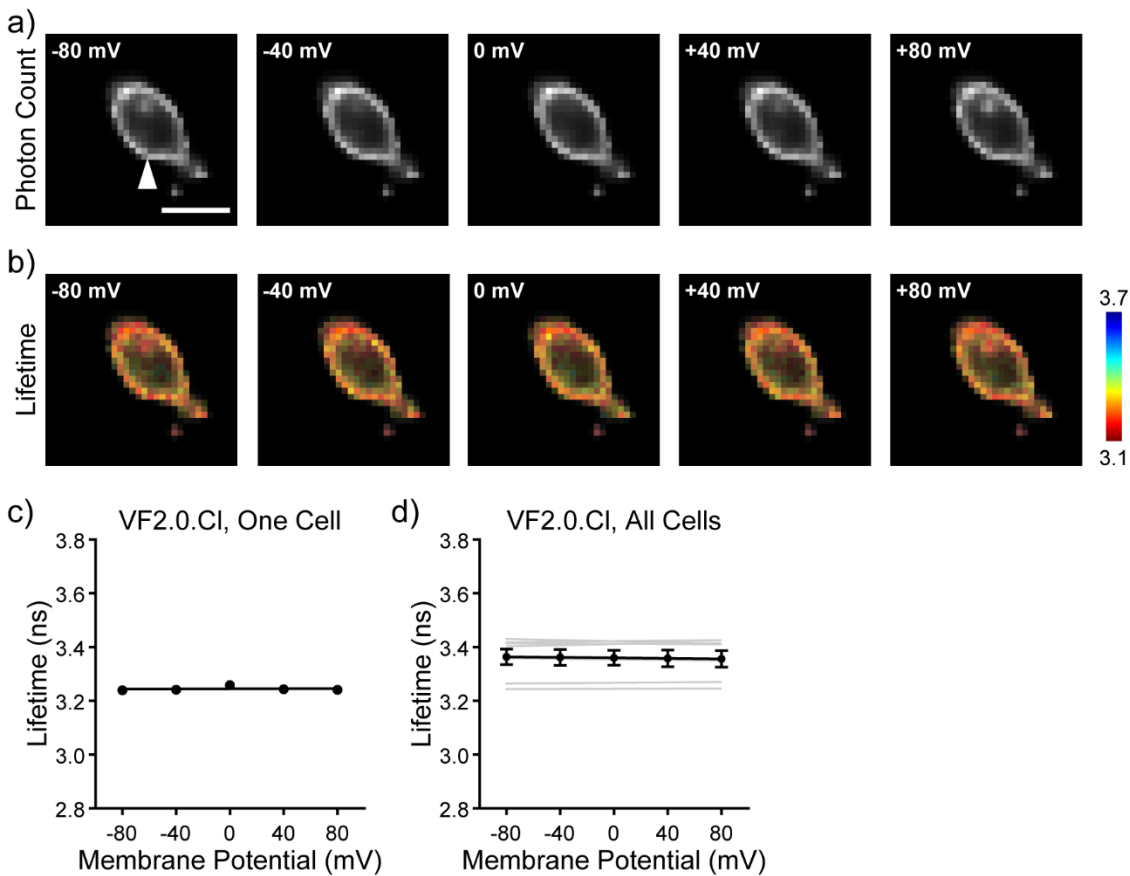 a)
Photon Count
-80 mV
-40 mV
0 mV
+40 mV
+80 mV
b)
Lifetime
-80 mV
-40 mV
0 mV
+40 mV
+80 mV
3.7
3.1
c)
VF2.0.Cl, One Cell
Lifetime (ns)
3.8
3.6
3.4
3.2
3.0
2.8
-80
-40
0
40
80
Membrane Potential (mV)
d)
VF2.0.Cl, All Cells
Lifetime (ns)
3.8
3.6
3.4
3.2
3.0
2.8
-80
-40
0
40
80
Membrane Potential (mV)